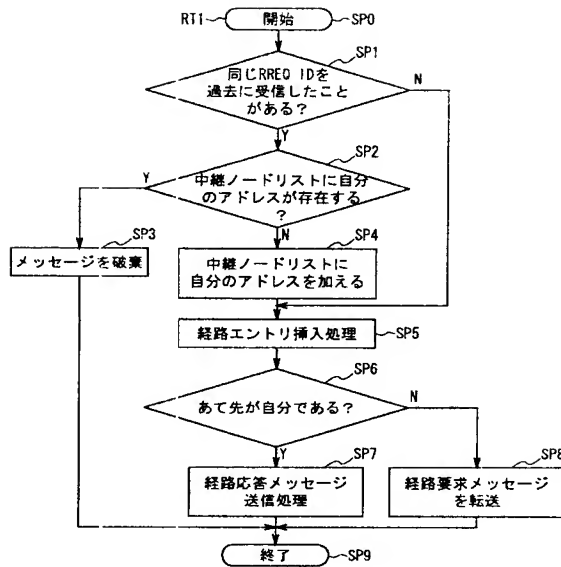 RT1 開始 SP0
SP1
同じRREQ IDを
過去に受信したこと
がある?
N
Y
SP2
Y
中継ノードリストに自分
のアドレスが存在する
?
SP3
N
SP4
メッセージを破棄
中継ノードリストに
自分のアドレスを加える
経路エントリ挿入処理 SP5
SP6
N
あて先が自分である?
Y
SP7
SP8
経路応答メッセージ
送信処理
経路要求メッセージ
を転送
終了 SP9